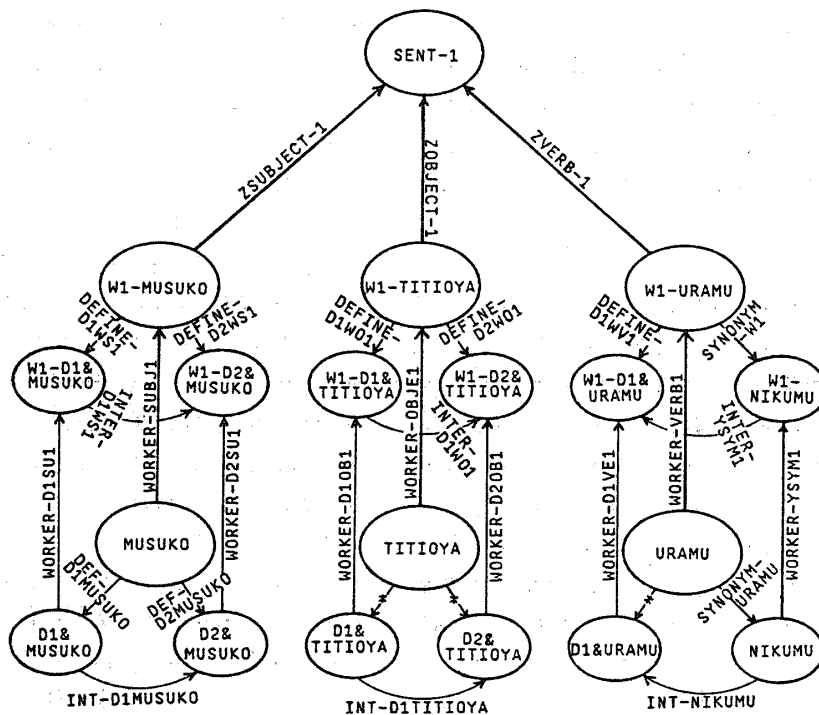 SENT-1
ZSUBJECT-1
ZOBJECT-1
ZVERB-1
W1-MUSUKO
W1-TITIOYA
W1-URAMU
DEFINE-
D1WS1
DEFINE-
D2WS1
DEFINE-
D1WO1
DEFINE-
D2WO1
DEFINE-
D1WV1
SYNONYM
-W1
W1-D1&
MUSUKO
W1-D2&
MUSUKO
W1-D1&
TITIOYA
W1-D2&
TITIOYA
W1-D1&
URAMU
W1-
NIKUMU
INTER-
D1WS1
INTER-
D1WO1
INTER-
YSYM1
WORKER-D1SU1
WORKER-SUBJ1
WORKER-D2SU1
WORKER-D1OB1
WORKER-OBJE1
WORKER-D2OB1
WORKER-D1VE1
WORKER-VERB1
WORKER-YSYM1
MUSUKO
TITIOYA
URAMU
DEF-
D1MUSUKO
DEF-
D2MUSUKO
SYNONYM-
URAMU
D1&
MUSUKO
D2&
MUSUKO
D1&
TITIOYA
D2&
TITIOYA
D1&URAMU
NIKUMU
INT-D1MUSUKO
INT-D1TITIOYA
INT-NIKUMU